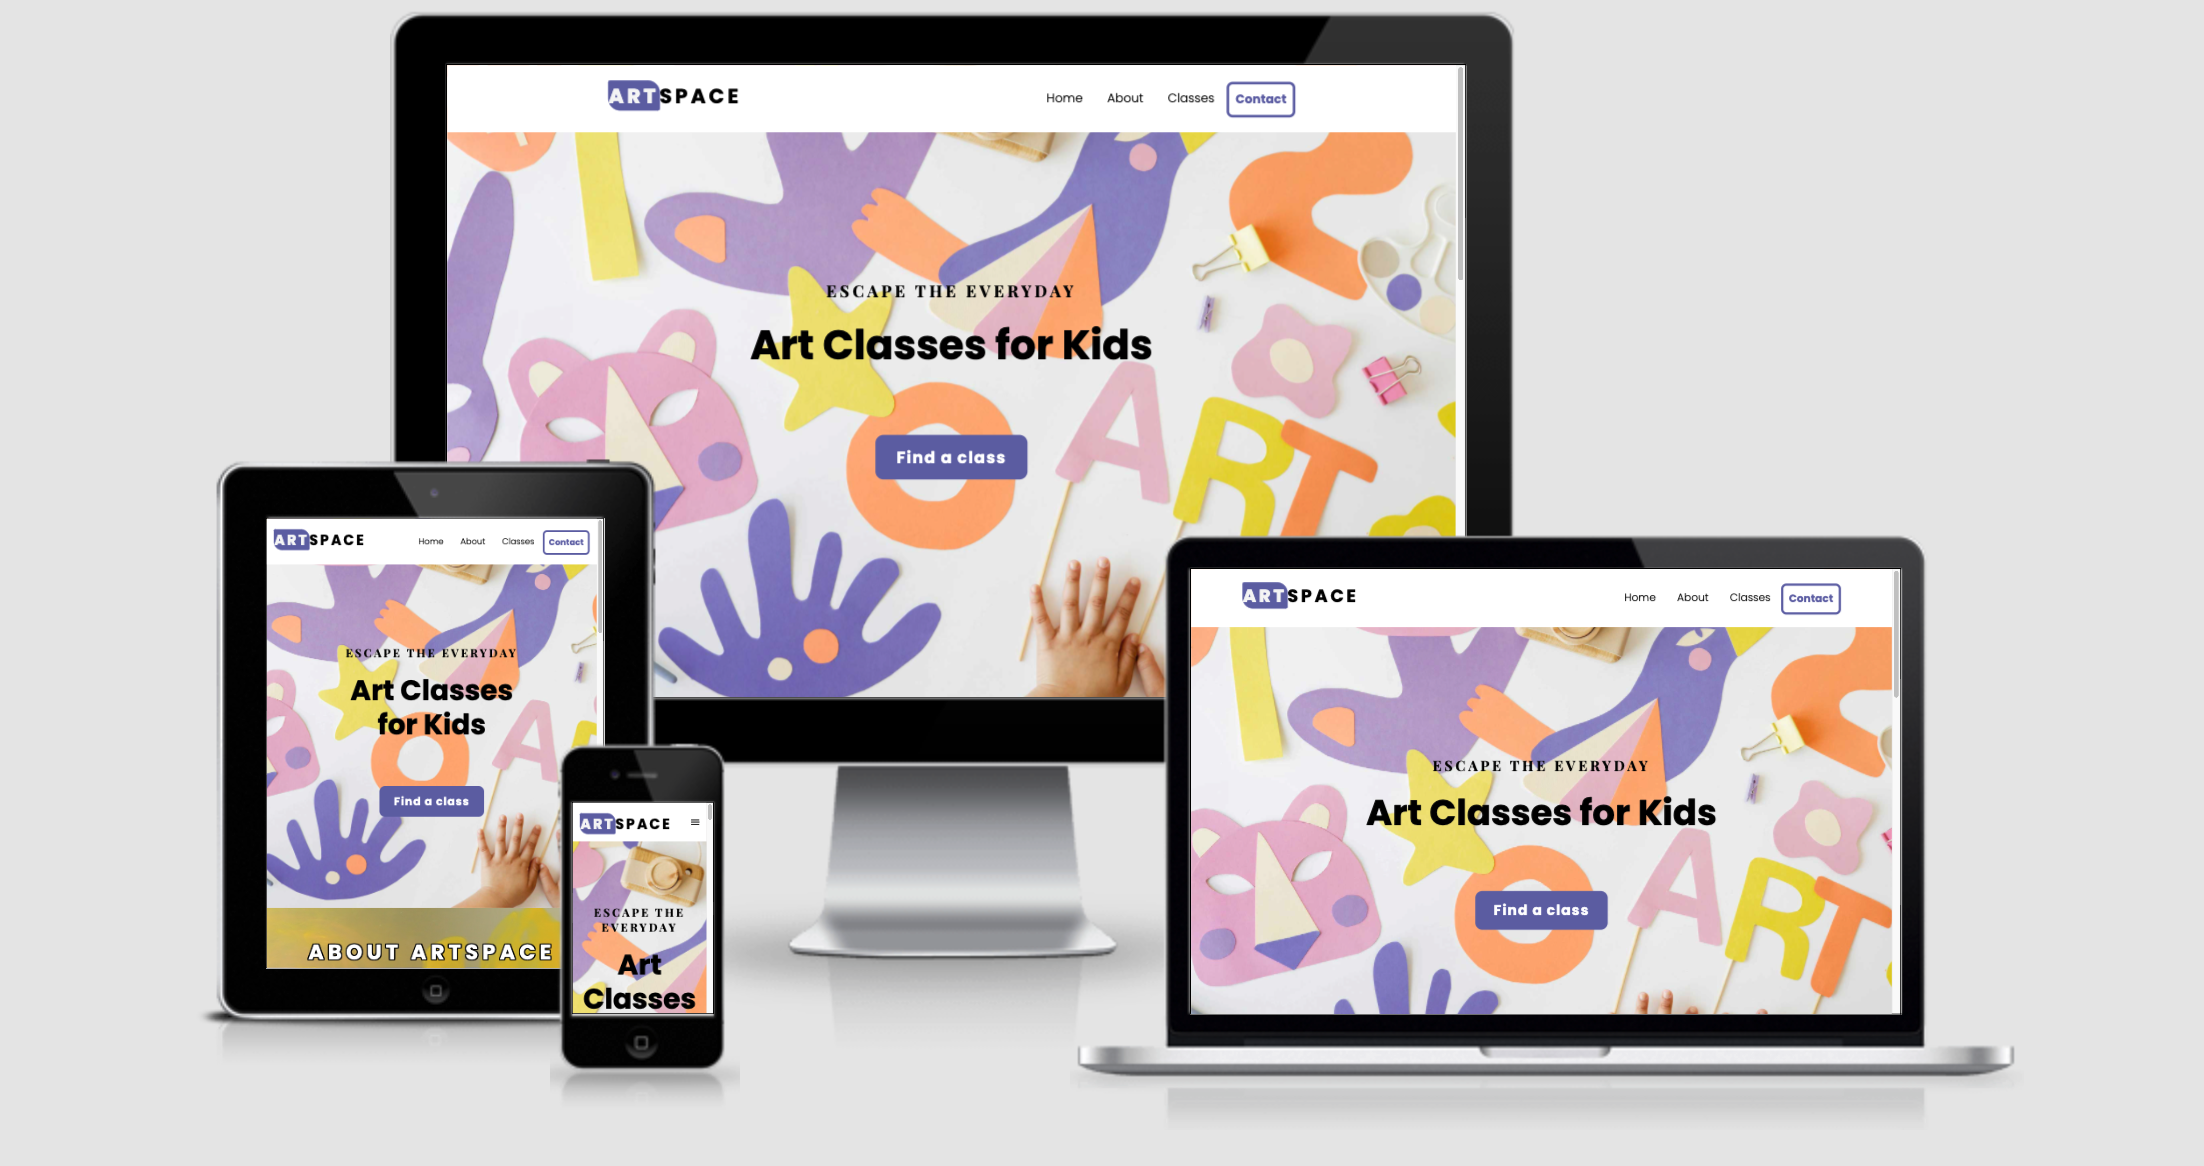 ARTSPACE
Home About Classes Contact
ESCAPE THE EVERYDAY
Art Classes for Kids
ART
Find a class
ARTSPACE
Home About Classes Contact
ESCAPE THE EVERYDAY
Art Classes
for Kids
A
Find a class
ABOUT ARTSPACE
ARTSPACE
ESCAPE THE
EVERYDAY
Art
Classes
ARTSPACE
Home About Classes Contact
ESCAPE THE EVERYDAY
Art Classes for Kids
ART
Find a class